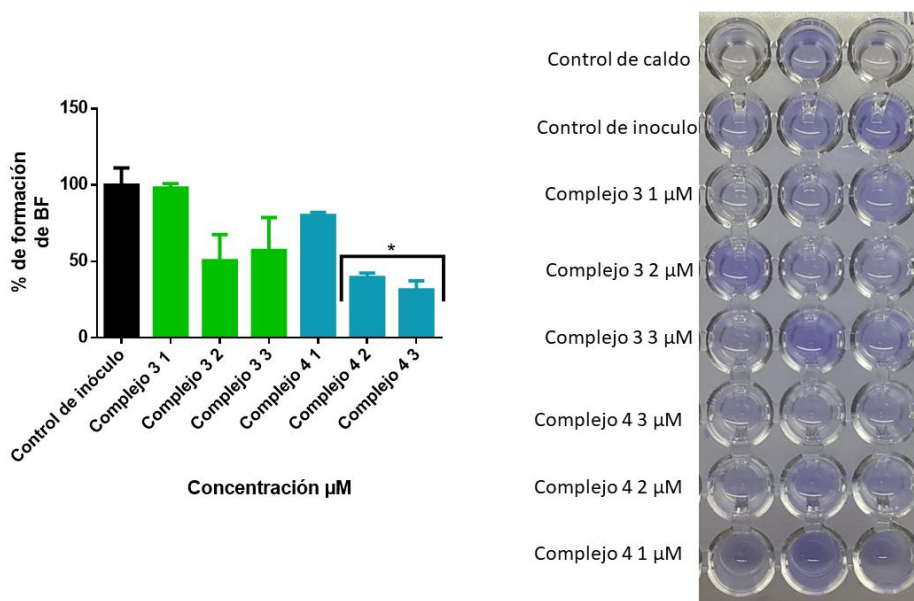 150
100
50
0
% de formación
de BF
*
Control de inóculo
Complejo 3 1
Complejo 3 2
Complejo 3 3
Complejo 4 1
Complejo 4 2
Complejo 4 3
Concentración µM
Control de caldo
Control de inoculo
Complejo 3 1 µM
Complejo 3 2 µM
Complejo 3 3 µM
Complejo 4 3 µM
Complejo 4 2 µM
Complejo 4 1 µM